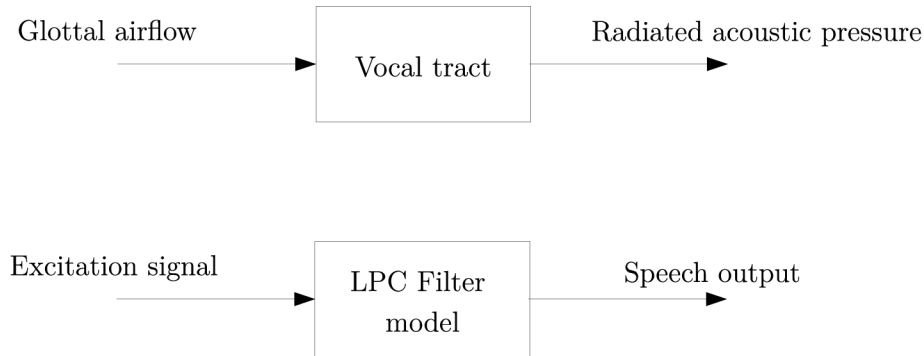 Glottal airflow
Vocal tract
Radiated acoustic pressure
Excitation signal
LPC Filter
model
Speech output